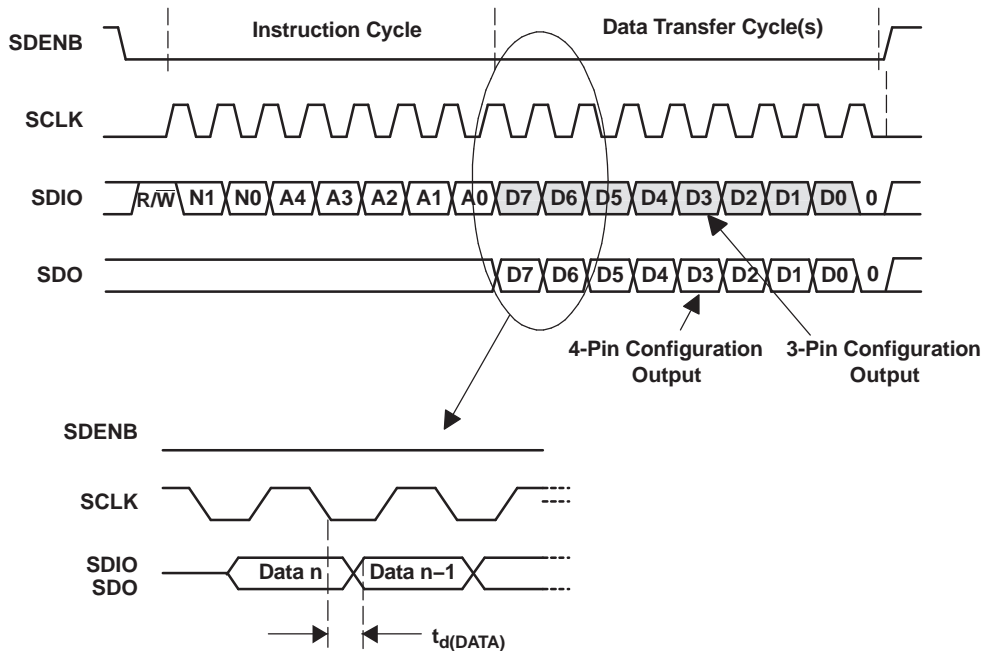 Instruction Cycle Data Transfer Cycle(s)
SDENB
SCLK
SDIO R/W̅ N1 N0 A4 A3 A2 A1 A0 D7 D6 D5 D4 D3 D2 D1 D0 0
SDO D7 D6 D5 D4 D3 D2 D1 D0 0
4-Pin Configuration Output
3-Pin Configuration Output
SDENB
SCLK
SDIO
SDO
Data n Data n−1
td(DATA)